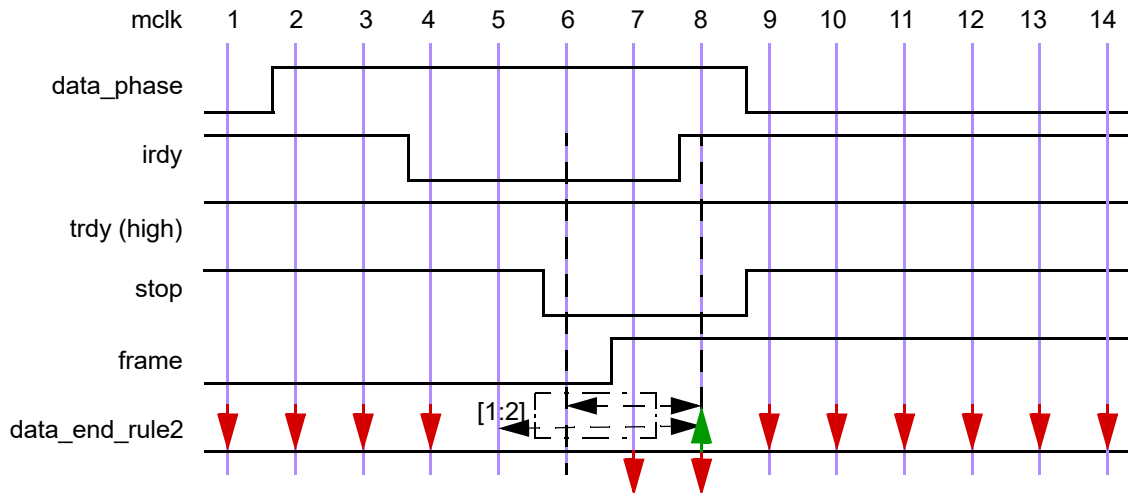 mclk 1 2 3 4 5 6 7 8 9 10 11 12 13 14
data_phase
irdy
trdy (high)
stop
frame
[1:2]
data_end_rule2